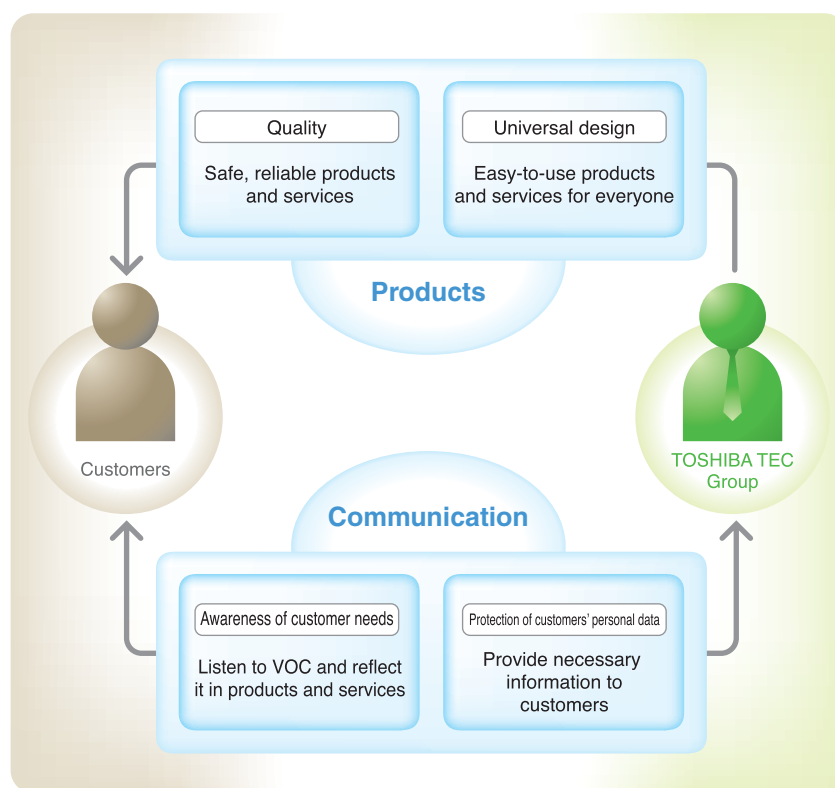 Quality
Safe, reliable products
and services
Universal design
Easy-to-use products
and services for everyone
Products
Customers
TOSHIBA TEC
Group
Communication
Awareness of customer needs
Listen to VOC and reflect
it in products and services
Protection of customers' personal data
Provide necessary
information to
customers